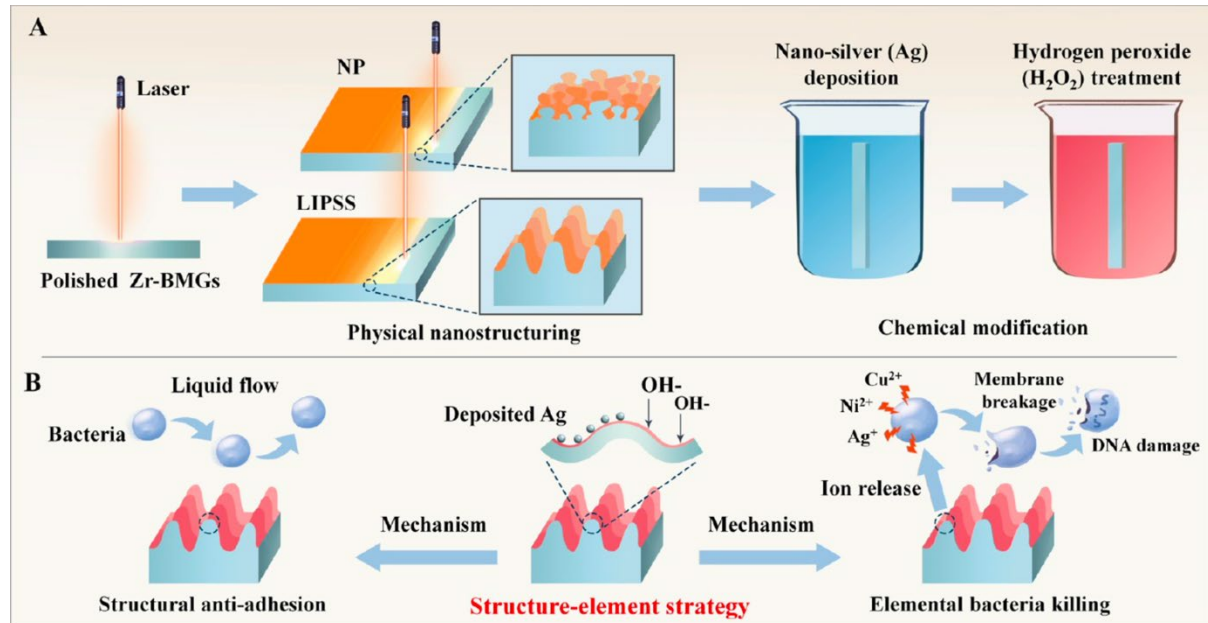 A
Laser
Polished Zr-BMGs
NP
LIPSS
Physical nanostructuring
Nano-silver (Ag)
deposition
Hydrogen peroxide
(H₂O₂) treatment
Chemical modification
B
Bacteria
Liquid flow
Structural anti-adhesion
Mechanism
Deposited Ag
OH-
OH-
Structure-element strategy
Mechanism
Cu²⁺
Ni²⁺
Ag⁺
Ion release
Membrane
breakage
DNA damage
Elemental bacteria killing